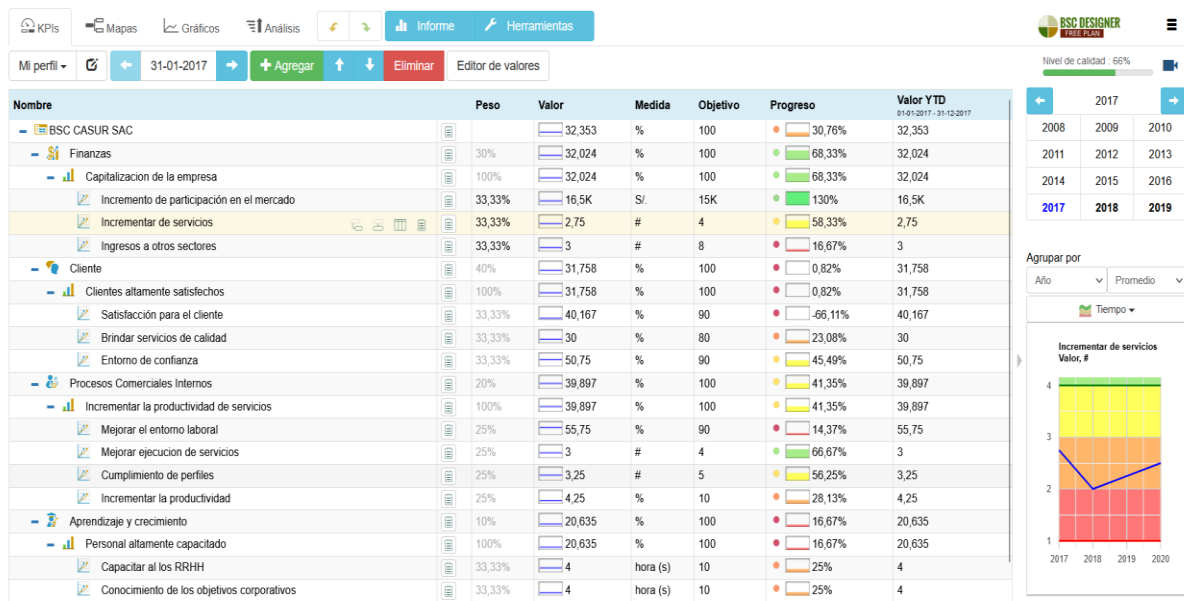 KPIs Mapas Gráficos Análisis Informe Herramientas BSC DESIGNER
FREE PLAN
Mi perfil 31-01-2017 Agregar Eliminar Editor de valores Nivel de calidad : 66%
Nombre Peso Valor Medida Objetivo Progreso Valor YTD
01-01-2017 - 31-12-2017
BSC CASUR SAC 32,353 % 100 30,76% 32,353
Finanzas 30% 32,024 % 100 68,33% 32,024
Capitalizacion de la empresa 100% 32,024 % 100 68,33% 32,024
Incremento de participación en el mercado 33,33% 16,5K S/. 15K 130% 16,5K
Incrementar de servicios 33,33% 2,75 # 4 58,33% 2,75
Ingresos a otros sectores 33,33% 3 # 8 16,67% 3
Cliente 40% 31,758 % 100 0,82% 31,758
Clientes altamente satisfechos 100% 31,758 % 100 0,82% 31,758
Satisfacción para el cliente 33,33% 40,167 % 90 -66,11% 40,167
Brindar servicios de calidad 33,33% 30 % 80 23,08% 30
Entorno de confianza 33,33% 50,75 % 90 45,49% 50,75
Procesos Comerciales Internos 20% 39,897 % 100 41,35% 39,897
Incrementar la productividad de servicios 100% 39,897 % 100 41,35% 39,897
Mejorar el entorno laboral 25% 55,75 % 90 14,37% 55,75
Mejorar ejecucion de servicios 25% 3 # 4 66,67% 3
Cumplimiento de perfiles 25% 3,25 # 5 56,25% 3,25
Incrementar la productividad 25% 4,25 % 10 28,13% 4,25
Aprendizaje y crecimiento 10% 20,635 % 100 16,67% 20,635
Personal altamente capacitado 100% 20,635 % 100 16,67% 20,635
Capacitar al los RRHH 33,33% 4 hora (s) 10 25% 4
Conocimiento de los objetivos corporativos 33,33% 4 hora (s) 10 25% 4
2017
2008 2009 2010
2011 2012 2013
2014 2015 2016
2017 2018 2019
Agrupar por
Año Promedio
Tiempo
Incrementar de servicios
Valor, #
4
3
2
1
2017 2018 2019 2020